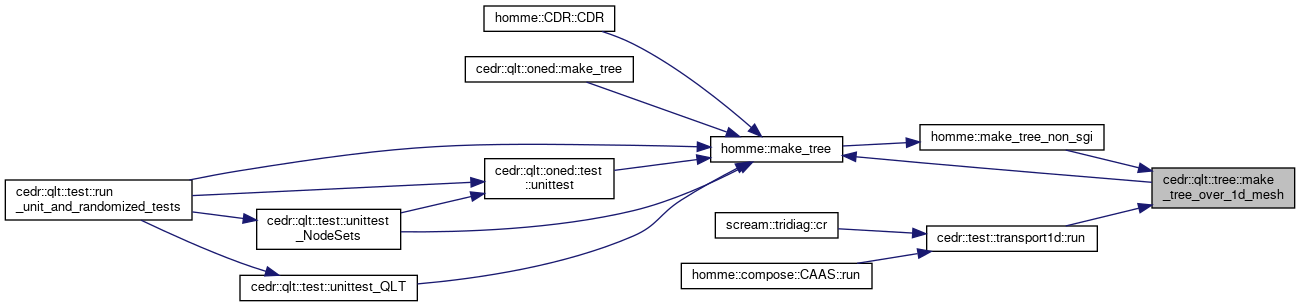 homme::CDR::CDR
cedr::qlt::oned::make_tree
homme::make_tree_non_sgi
homme::make_tree
cedr::qlt::oned::test
::unittest
cedr::qlt::tree::make
_tree_over_1d_mesh
cedr::qlt::test::run
_unit_and_randomized_tests
cedr::qlt::test::unittest
_NodeSets
scream::tridiag::cr
cedr::test::transport1d::run
homme::compose::CAAS::run
cedr::qlt::test::unittest_QLT